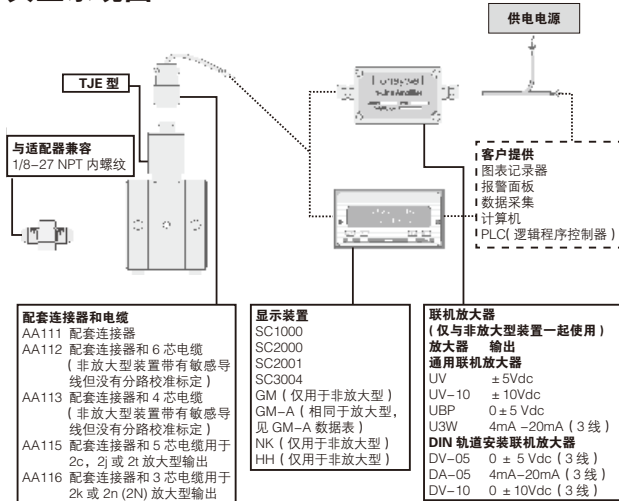 供电电源
TJE 型
Honeywell
In-Line Amplifier
与适配器兼容
1/8–27 NPT 内螺纹
客户提供
图表记录器
报警面板
数据采集
计算机
PLC( 逻辑程序控制器 )
配套连接器和电缆
AA111 配套连接器
AA112 配套连接器和 6 芯电缆
( 非放大型装置带有敏感导
线但没有分路校准标定 )
AA113 配套连接器和 4 芯电缆
( 非放大型装置带有敏感导
线但没有分路校准标定 )
AA115 配套连接器和 5 芯电缆用于
2c, 2j 或 2t 放大型输出
AA116 配套连接器和 3 芯电缆用于
2k 或 2n (2N) 放大型输出
显示装置
SC1000
SC2000
SC2001
SC3004
GM ( 仅用于非放大型 )
GM–A ( 相同于放大型,
见 GM–A 数据表 )
NK ( 仅用于非放大型 )
HH ( 仅用于非放大型 )
联机放大器
( 仅与非放大型装置一起使用 )
放大器 输出
通用联机放大器
UV ± 5Vdc
UV–10 ± 10Vdc
UBP 0 ± 5 Vdc
U3W 4mA –20mA ( 3 线 )
DIN 轨道安装联机放大器
DV–05 0 ± 5 Vdc ( 3 线 )
DA–05 4mA–20mA ( 3 线 )
DV–10 0 ± 10Vdc ( 3 线 )